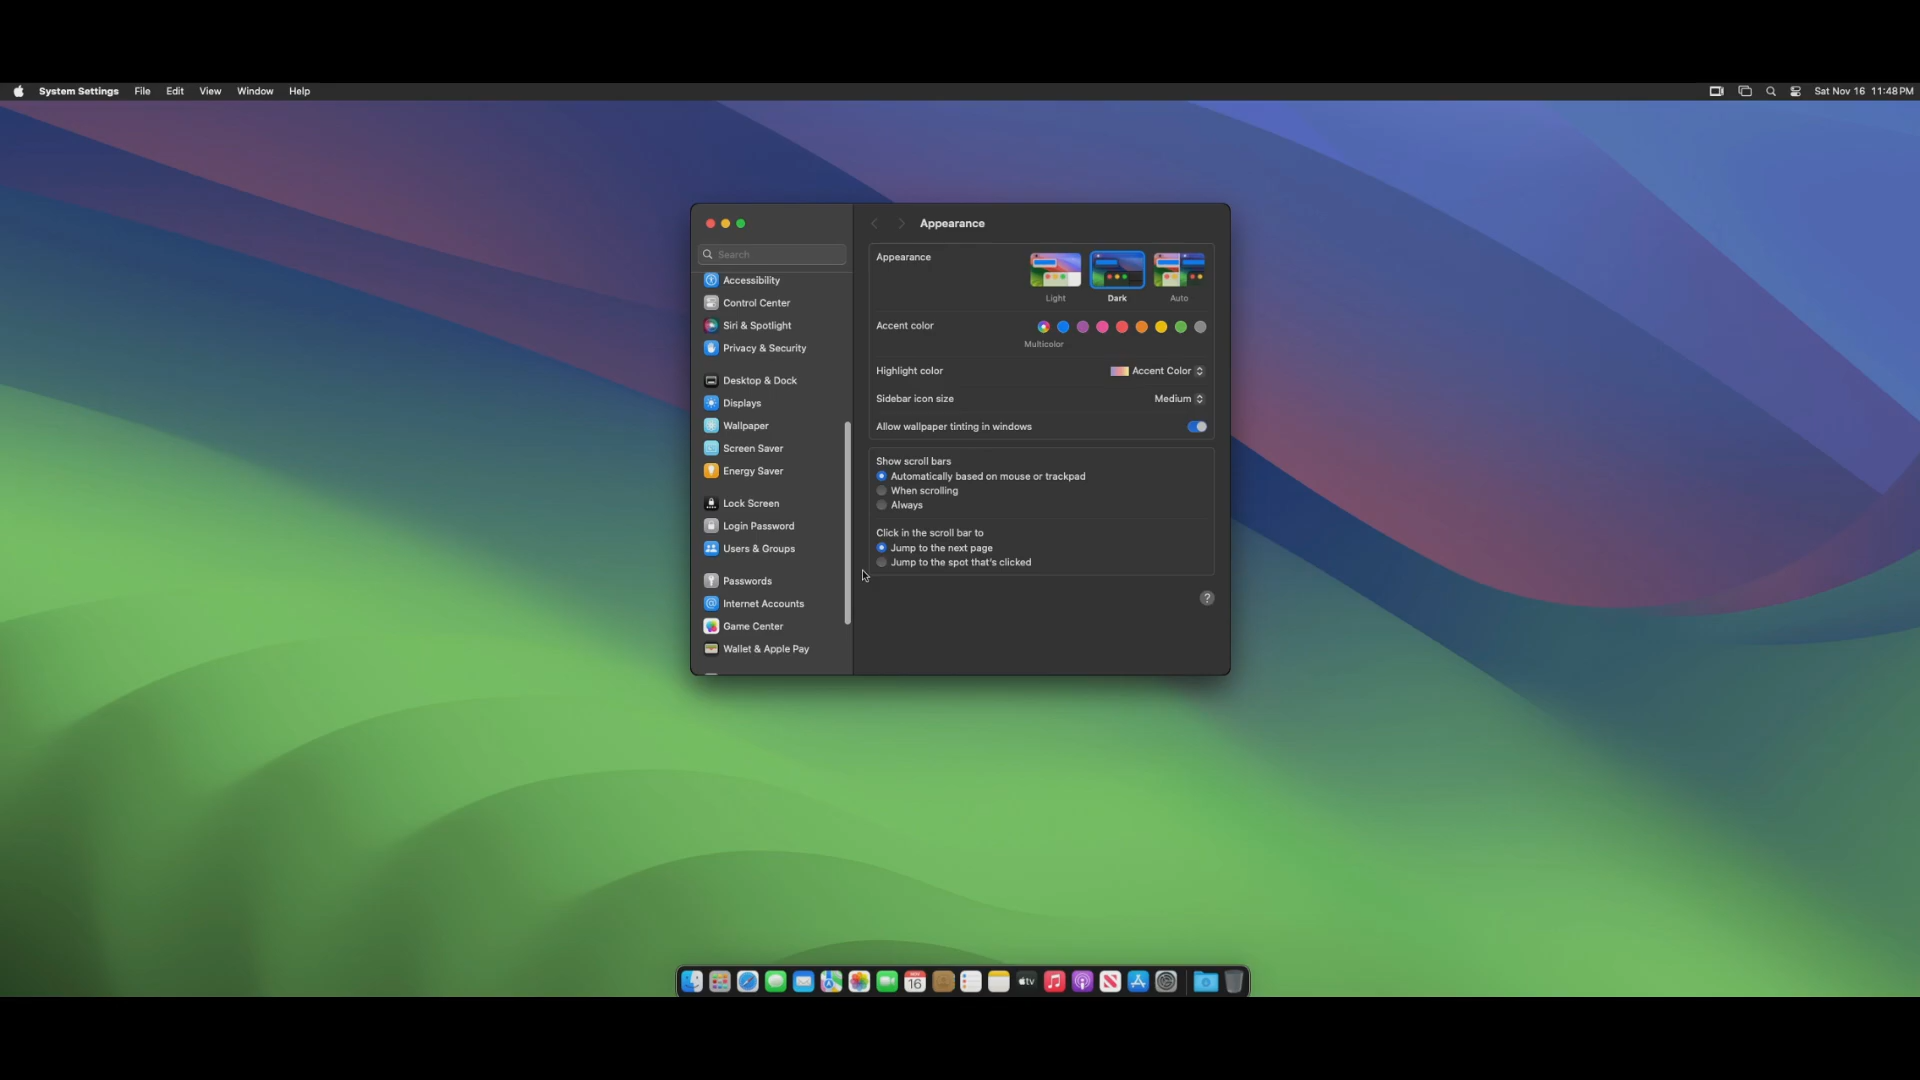 System Settings File Edit View Window Help
Sat Nov 16 11:48 PM
Search
Accessibility
Control Center
Siri & Spotlight
Privacy & Security
Desktop & Dock
Displays
Wallpaper
Screen Saver
Energy Saver
Lock Screen
Login Password
Users & Groups
Passwords
Internet Accounts
Game Center
Wallet & Apple Pay
Appearance
Appearance
Light Dark Auto
Accent color
Multicolor
Highlight color Accent Color
Sidebar icon size Medium
Allow wallpaper tinting in windows
Show scroll bars
Automatically based on mouse or trackpad
When scrolling
Always
Click in the scroll bar to
Jump to the next page
Jump to the spot that's clicked
?
NOV
16
tv